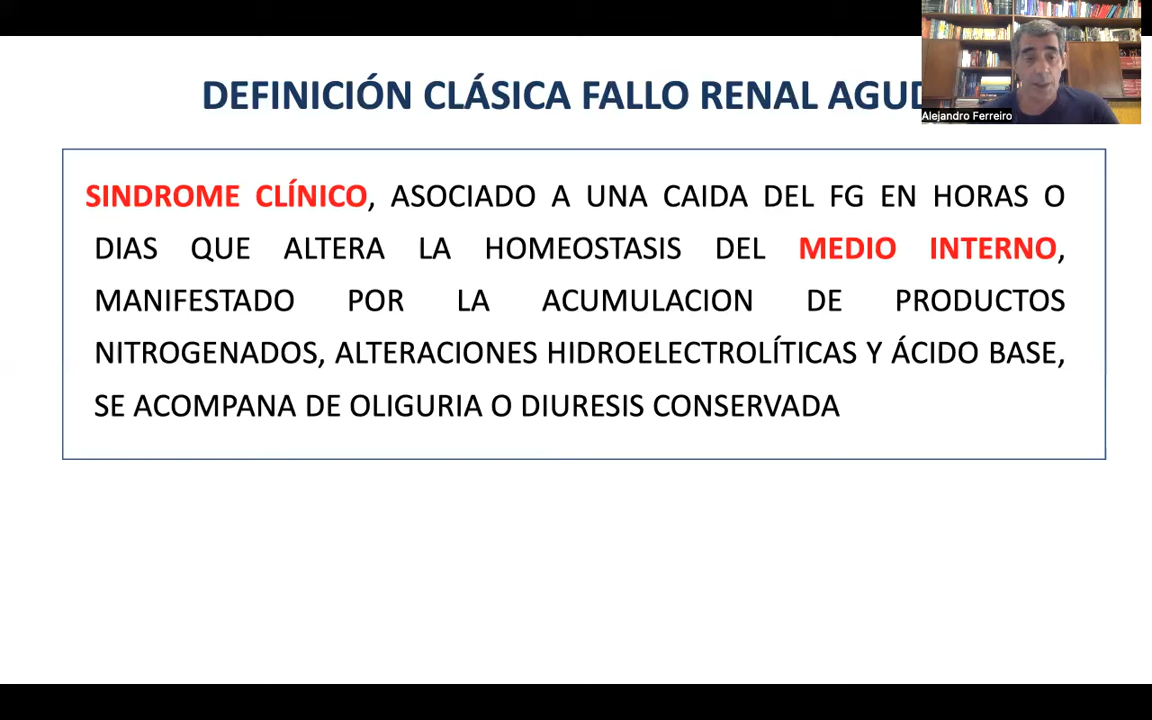 DEFINICIÓN CLÁSICA FALLO RENAL
Alejandro Ferreiro
SINDROME CLÍNICO, ASOCIADO A UNA CAIDA DEL FG EN HORAS O
DIAS QUE ALTERA LA HOMEOSTASIS DEL MEDIO INTERNO,
MANIFESTADO POR LA ACUMULACION DE PRODUCTOS
NITROGENADOS, ALTERACIONES HIDROELECTROLÍTICAS Y ÁCIDO BASE,
SE ACOMPANA DE OLIGURIA O DIURESIS CONSERVADA